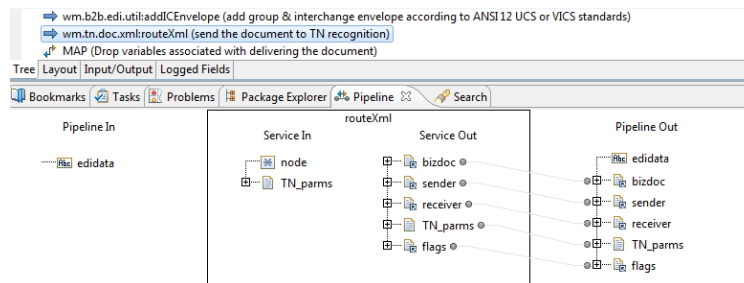 wm.b2b.edi.util:addICEnvelope (add group & interchange envelope according to ANSI12 UCS or VICS standards)
wm.tn.doc.xml:routeXml (send the document to TN recognition)
MAP (Drop variables associated with delivering the document)
Tree Layout Input/Output Logged Fields
Bookmarks Tasks Problems Package Explorer Pipeline Search
routeXml
Pipeline In Service In Service Out Pipeline Out
Abc edidata node bizdoc Abc edidata
TN_parms sender bizdoc
receiver sender
TN_parms receiver
flags TN_parms
flags